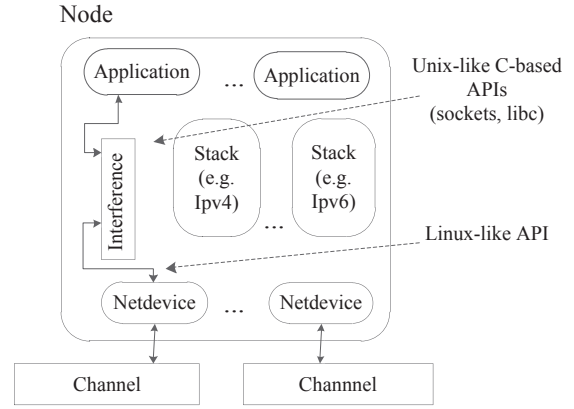 Node
Application
...
Application
Unix-like C-based
APIs
(sockets, libc)
Interference
Stack
(e.g.
Ipv4)
...
Stack
(e.g.
Ipv6)
Linux-like API
Netdevice
...
Netdevice
Channel
Channnel